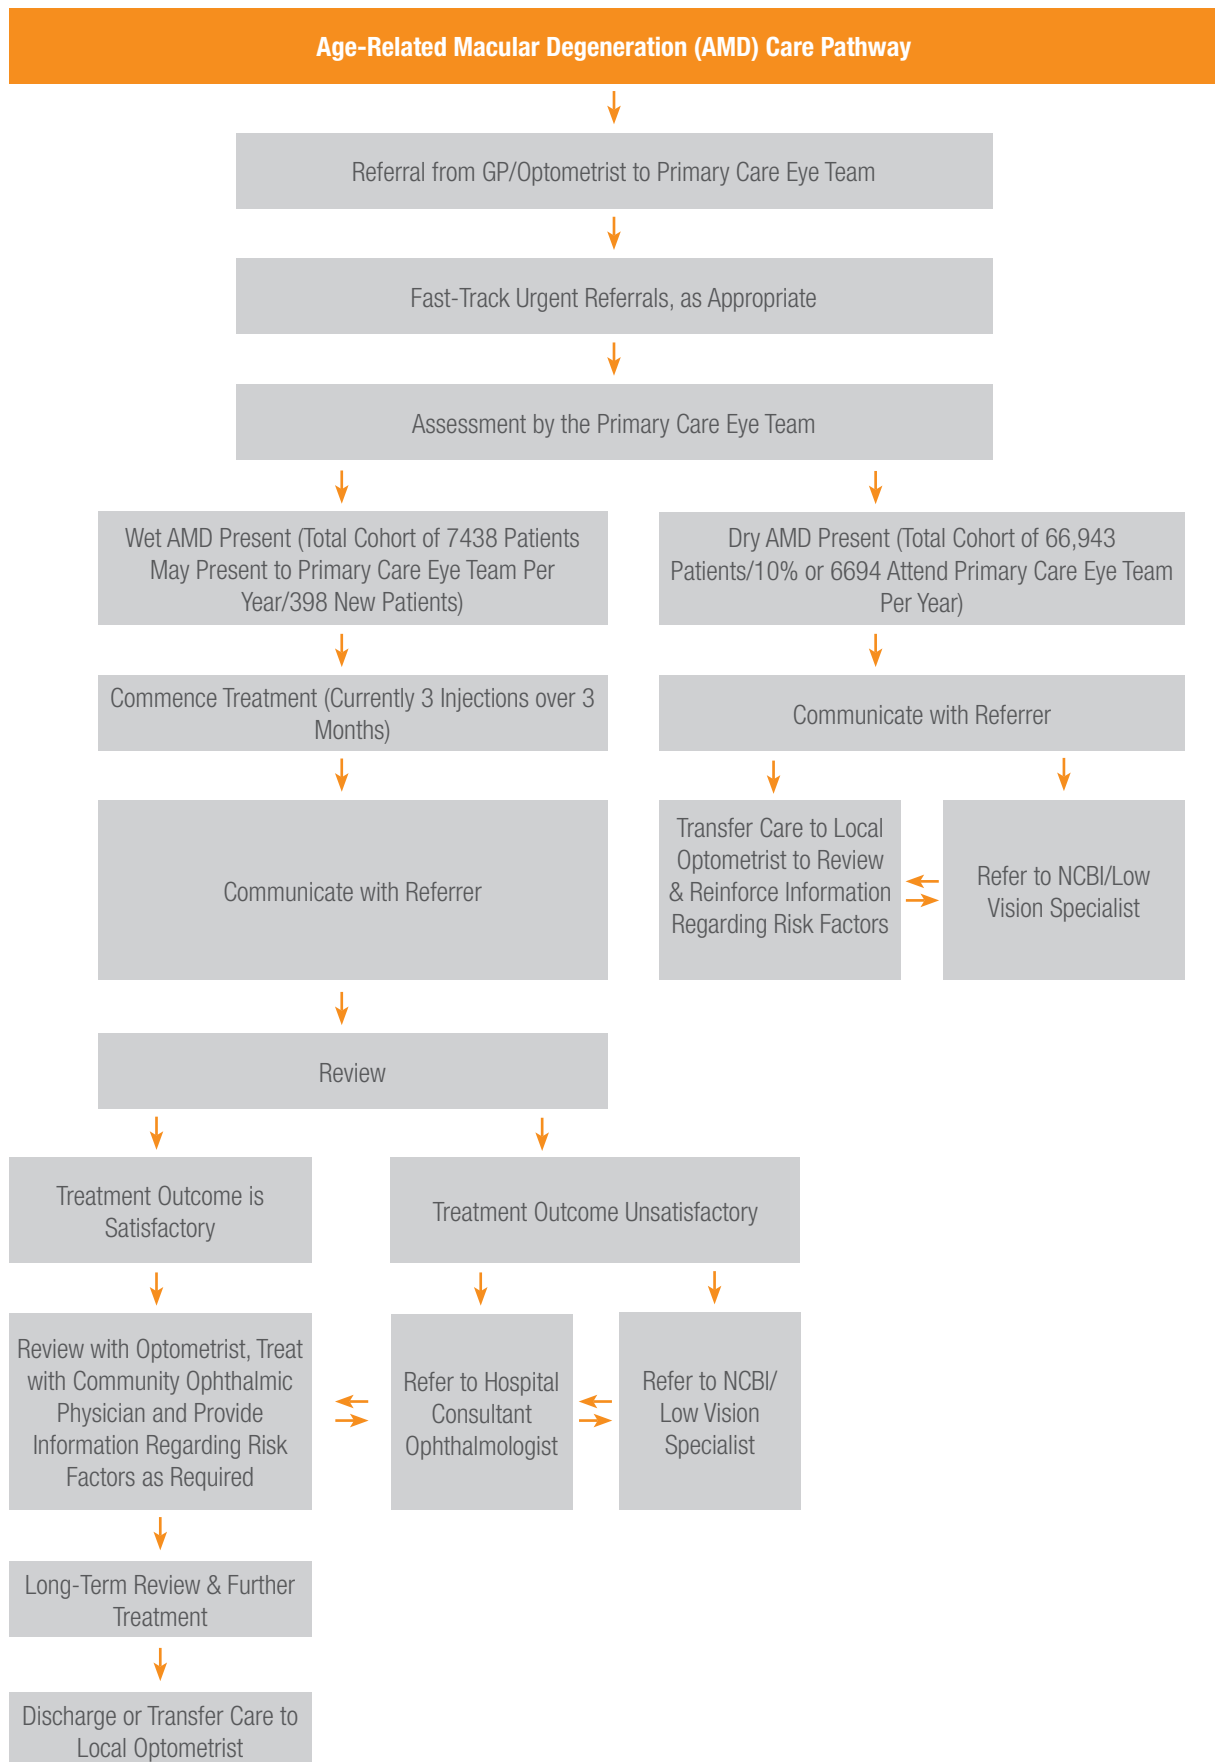 Age-Related Macular Degeneration (AMD) Care Pathway
Referral from GP/Optometrist to Primary Care Eye Team
Fast-Track Urgent Referrals, as Appropriate
Assessment by the Primary Care Eye Team
Wet AMD Present (Total Cohort of 7438 Patients
May Present to Primary Care Eye Team Per
Year/398 New Patients)
Dry AMD Present (Total Cohort of 66,943
Patients/10% or 6694 Attend Primary Care Eye Team
Per Year)
Commence Treatment (Currently 3 Injections over 3
Months)
Communicate with Referrer
Communicate with Referrer
Transfer Care to Local
Optometrist to Review
& Reinforce Information
Regarding Risk Factors
Refer to NCBI/Low
Vision Specialist
Review
Treatment Outcome is
Satisfactory
Treatment Outcome Unsatisfactory
Review with Optometrist, Treat
with Community Ophthalmic
Physician and Provide
Information Regarding Risk
Factors as Required
Refer to Hospital
Consultant
Ophthalmologist
Refer to NCBI/
Low Vision
Specialist
Long-Term Review & Further
Treatment
Discharge or Transfer Care to
Local Optometrist